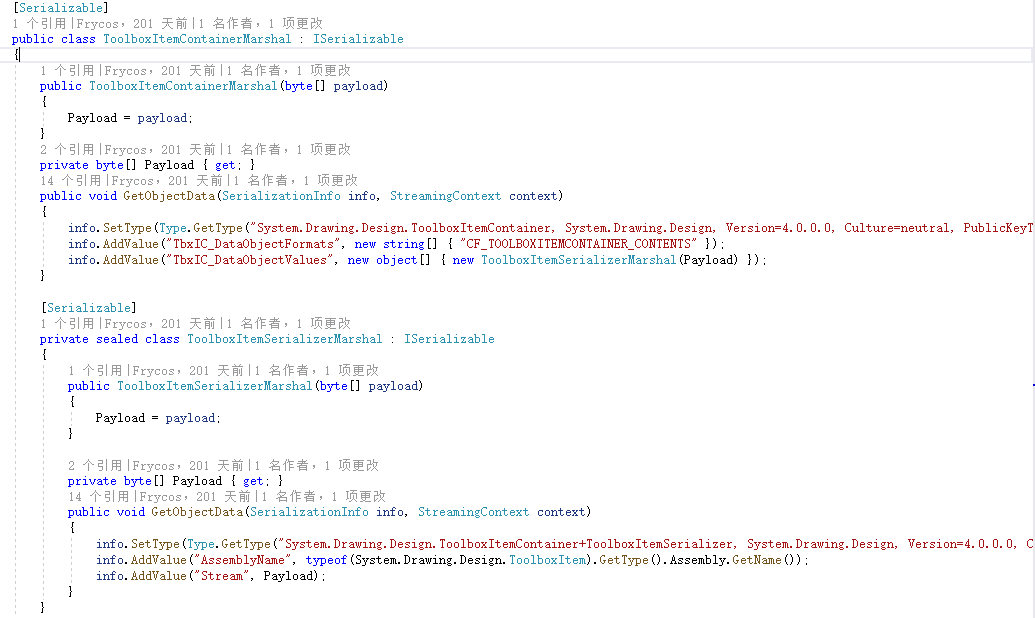 [Serializable]
1 个引用|Frycos，201 天前|1 名作者，1 项更改
public class ToolboxItemContainerMarshal : ISerializable
{
1 个引用|Frycos，201 天前|1 名作者，1 项更改
public ToolboxItemContainerMarshal(byte[] payload)
{
Payload = payload;
}
2 个引用|Frycos，201 天前|1 名作者，1 项更改
private byte[] Payload { get; }
14 个引用|Frycos，201 天前|1 名作者，1 项更改
public void GetObjectData(SerializationInfo info, StreamingContext context)
{
info.SetType(Type.GetType("System.Drawing.Design.ToolboxItemContainer, System.Drawing.Design, Version=4.0.0.0, Culture=neutral, PublicKeyT
info.AddValue("TbxIC_DataObjectFormats", new string[] { "CF_TOOLBOXITEMCONTAINER_CONTENTS" });
info.AddValue("TbxIC_DataObjectValues", new object[] { new ToolboxItemSerializerMarshal(Payload) });
}
[Serializable]
1 个引用|Frycos，201 天前|1 名作者，1 项更改
private sealed class ToolboxItemSerializerMarshal : ISerializable
{
1 个引用|Frycos，201 天前|1 名作者，1 项更改
public ToolboxItemSerializerMarshal(byte[] payload)
{
Payload = payload;
}
2 个引用|Frycos，201 天前|1 名作者，1 项更改
private byte[] Payload { get; }
14 个引用|Frycos，201 天前|1 名作者，1 项更改
public void GetObjectData(SerializationInfo info, StreamingContext context)
{
info.SetType(Type.GetType("System.Drawing.Design.ToolboxItemContainer+ToolboxItemSerializer, System.Drawing.Design, Version=4.0.0.0, C
info.AddValue("AssemblyName", typeof(System.Drawing.Design.ToolboxItem).GetType().Assembly.GetName());
info.AddValue("Stream", Payload);
}
}